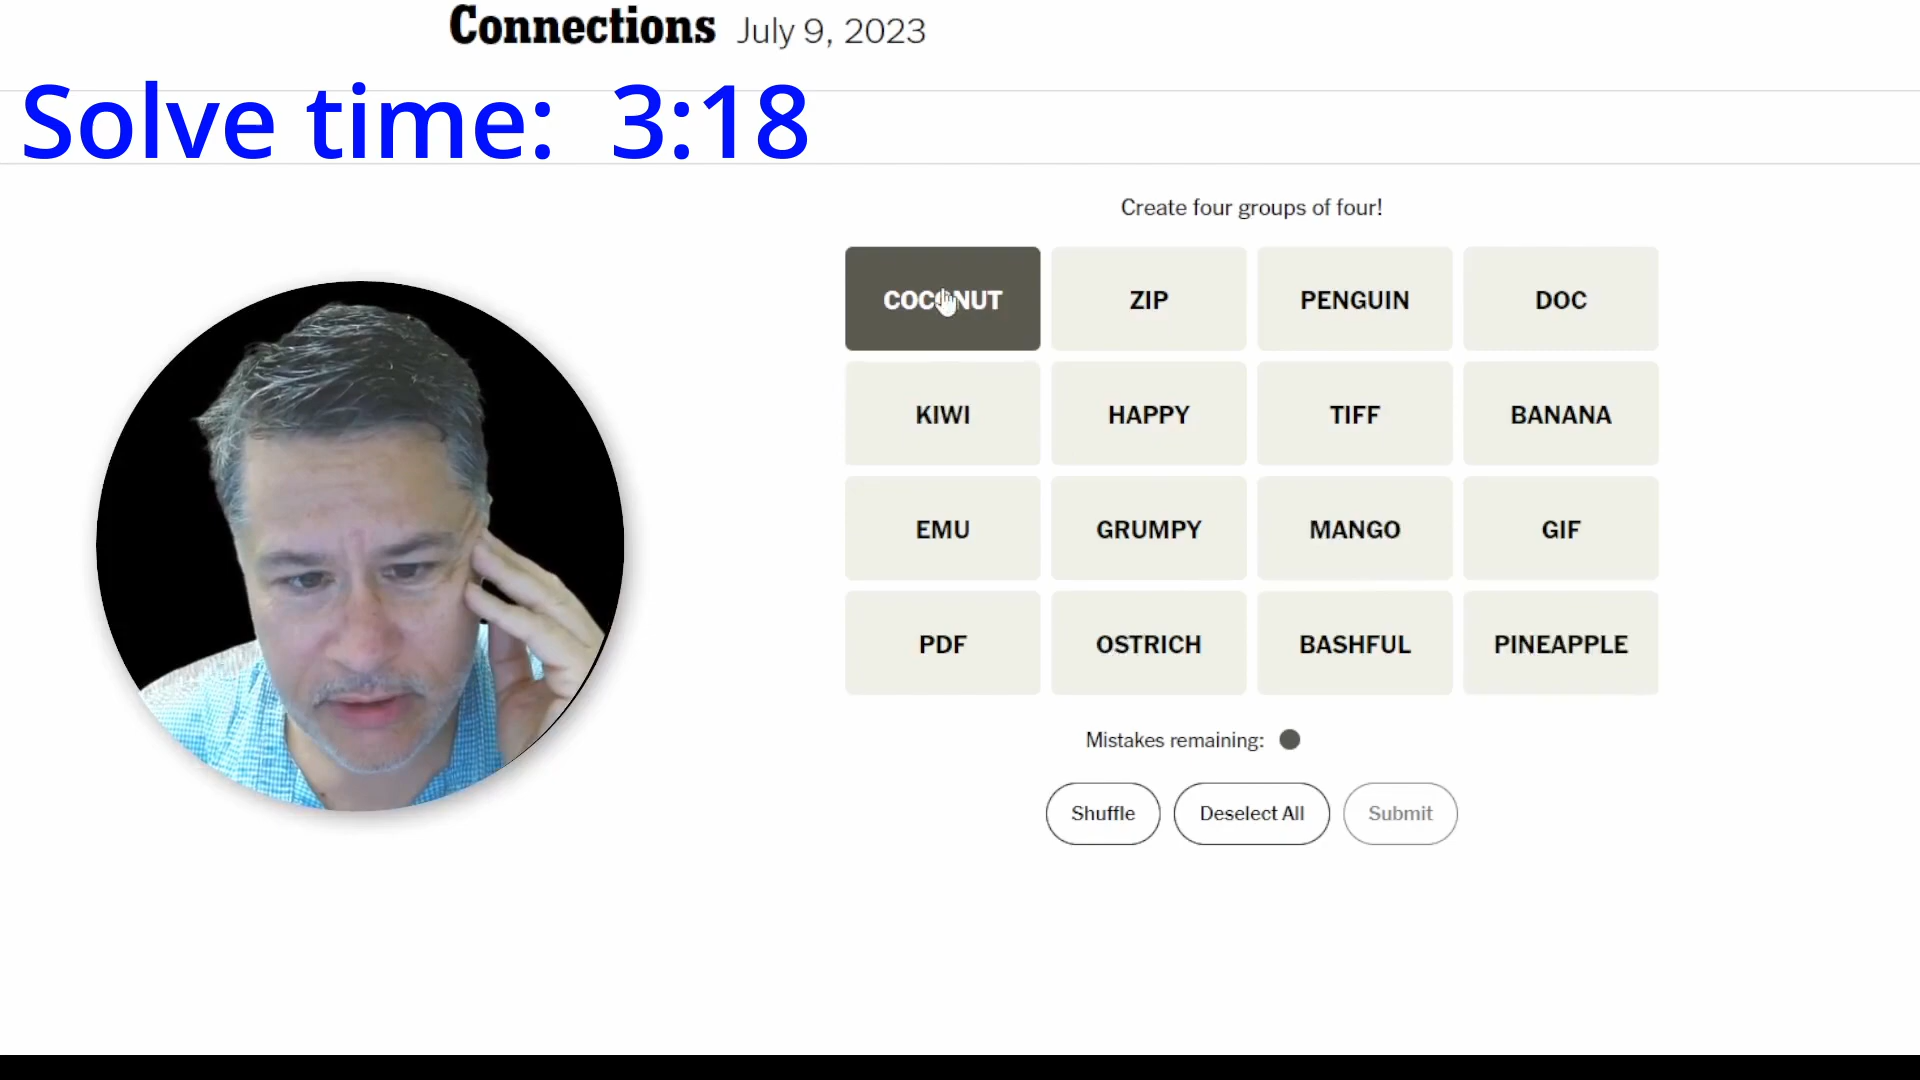 Connections July 9, 2023
Solve time: 3:18
Create four groups of four!
COCONUT ZIP PENGUIN DOC
KIWI HAPPY TIFF BANANA
EMU GRUMPY MANGO GIF
PDF OSTRICH BASHFUL PINEAPPLE
Mistakes remaining:
Shuffle Deselect All Submit